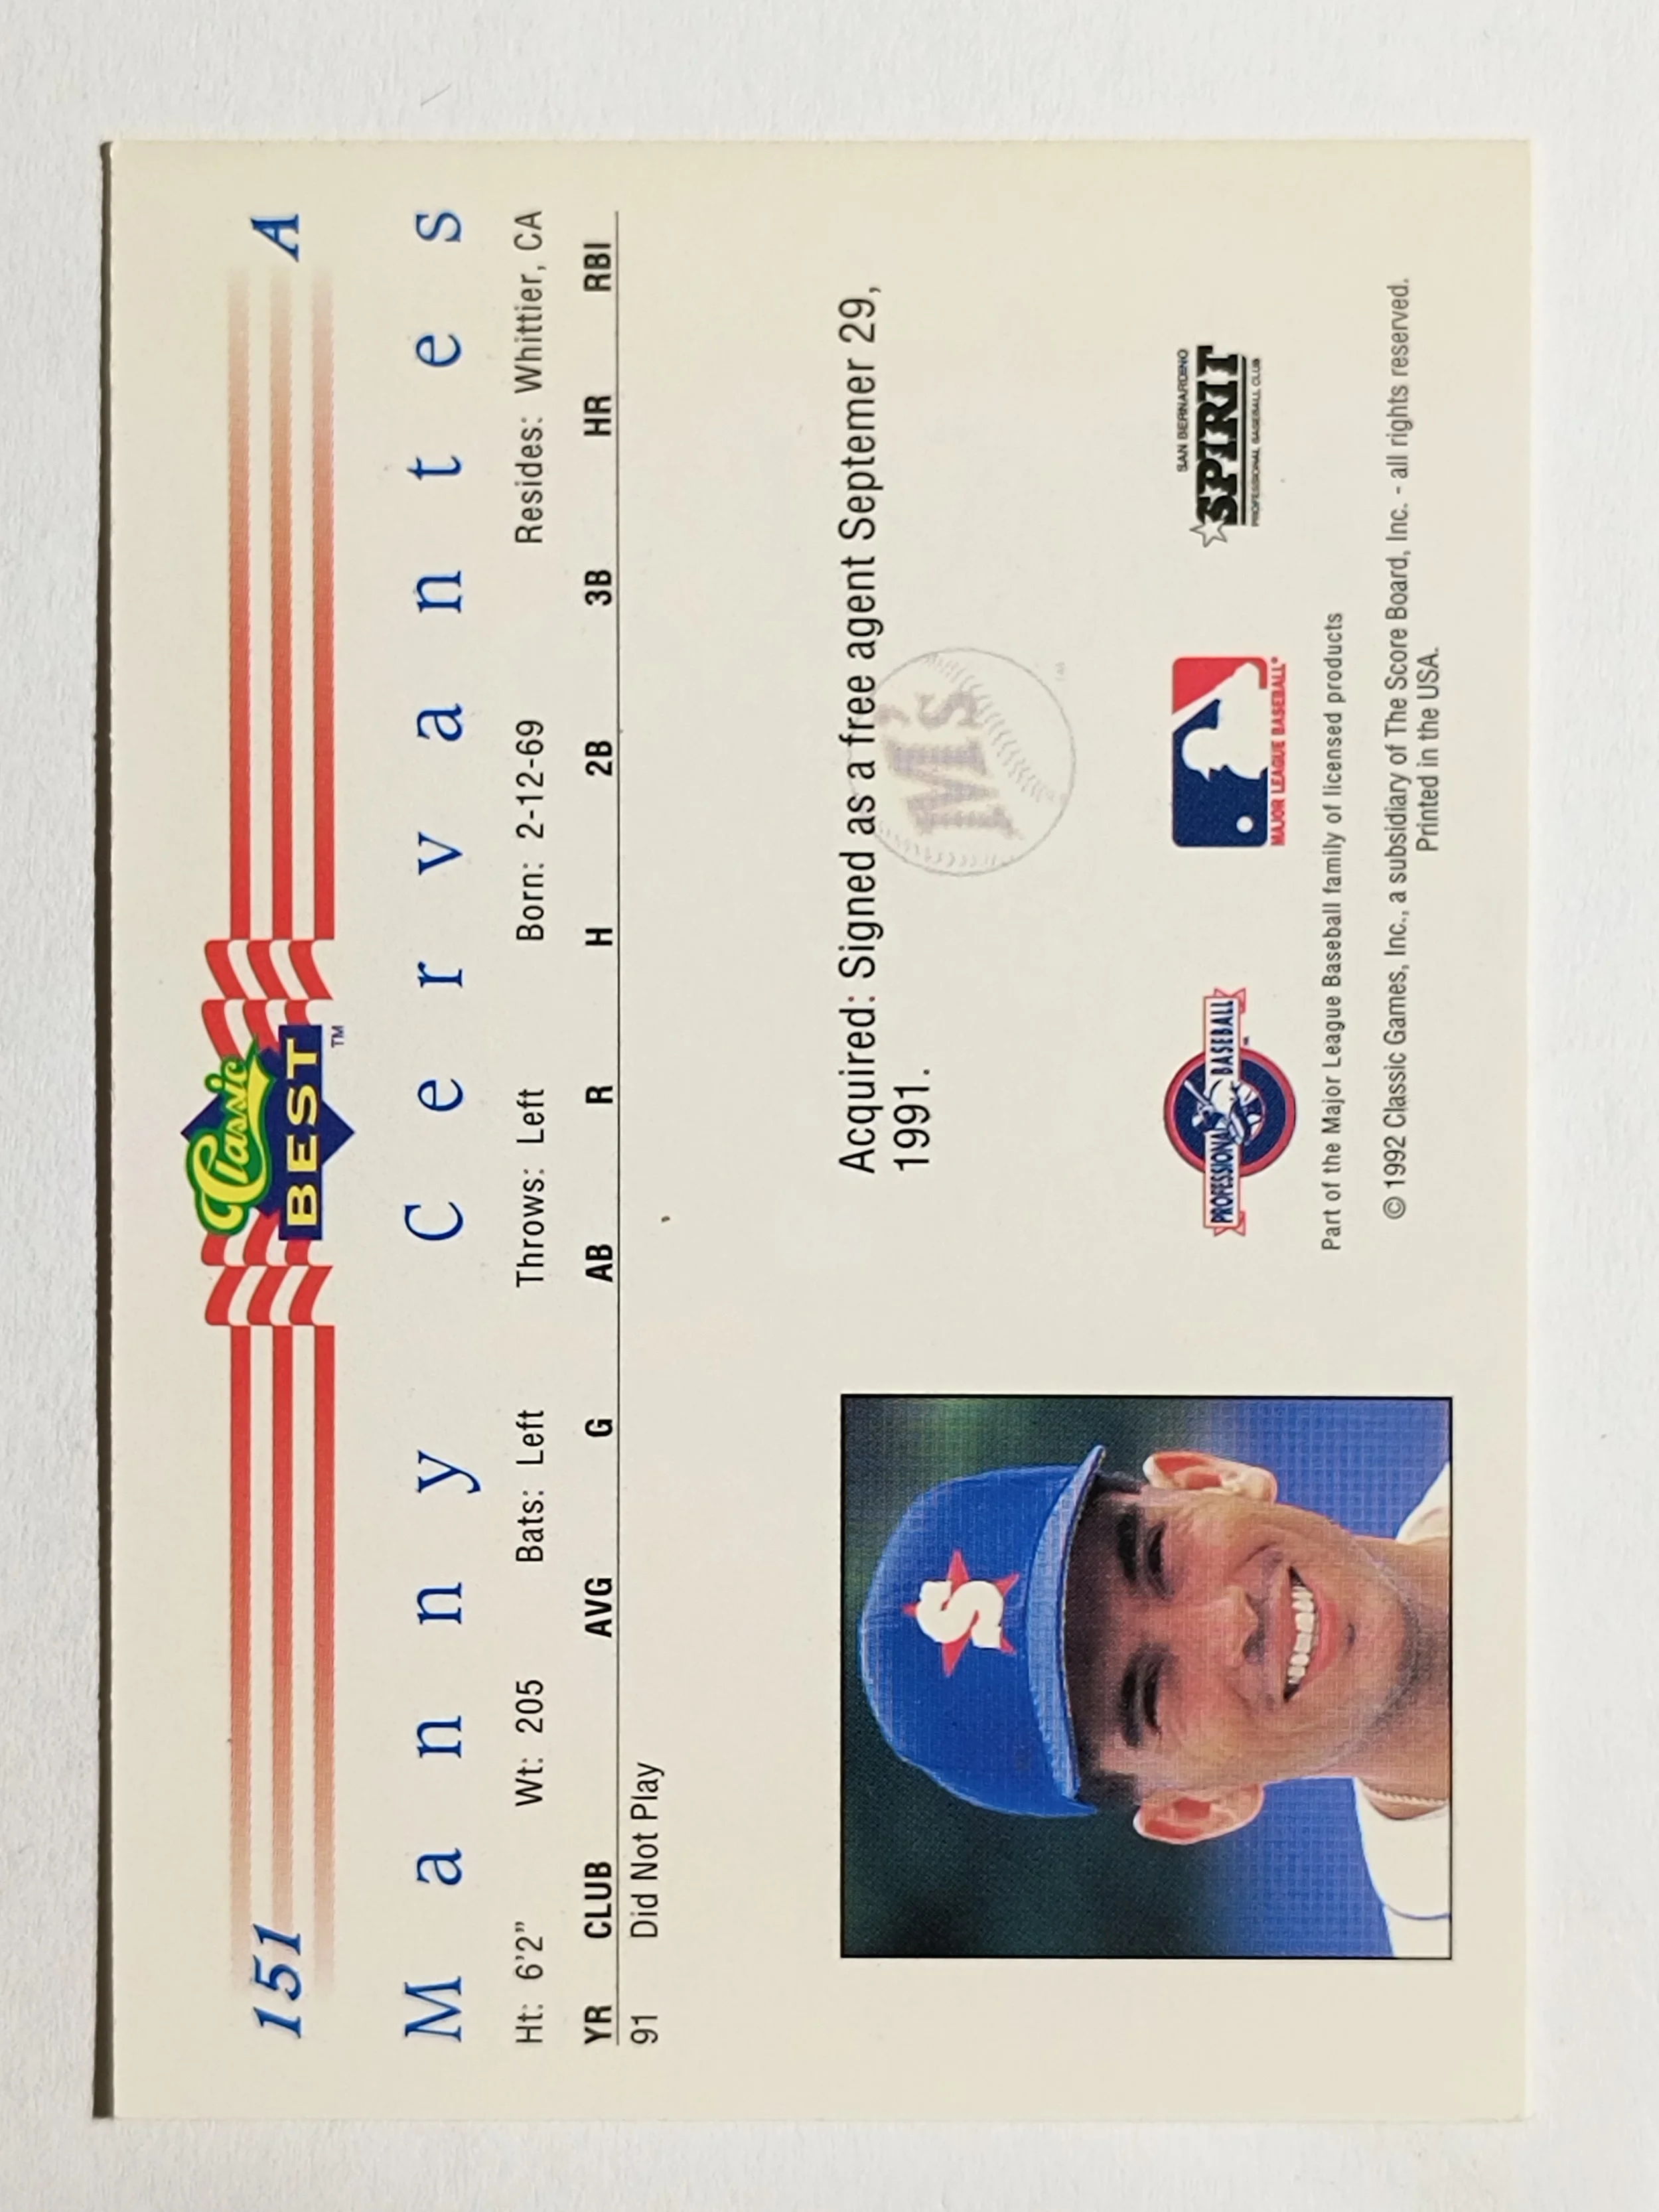 151 A
Classic
BEST™
Manny Cervantes
Ht: 6'2" Wt: 205 Bats: Left Throws: Left Born: 2-12-69 Resides: Whittier, CA
YR CLUB AVG G AB R H 2B 3B HR RBI
91 Did Not Play
Acquired: Signed as a free agent Septemer 29,
1991.
M's
S
PROFESSIONAL BASEBALL
MAJOR LEAGUE BASEBALL®
SAN BERNARDINO
SPIRIT
PROFESSIONAL BASEBALL CLUB
Part of the Major League Baseball family of licensed products
© 1992 Classic Games, Inc., a subsidiary of The Score Board, Inc. - all rights reserved.
Printed in the USA.